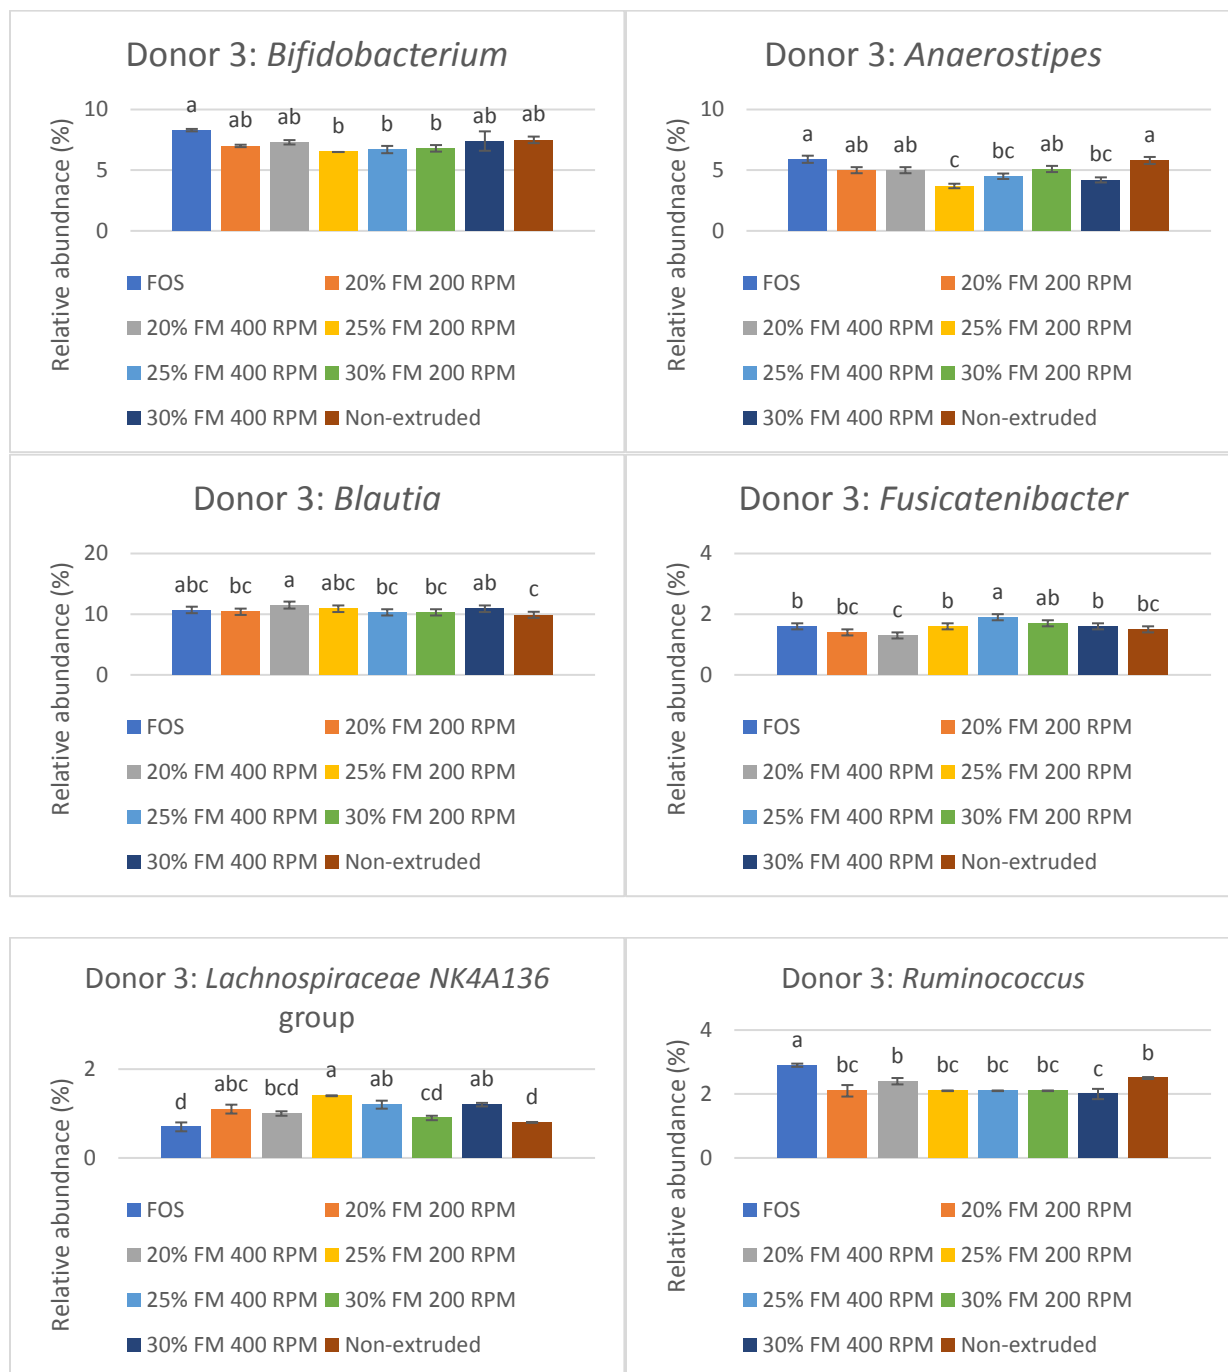 Donor 3: Bifidobacterium
Relative abundnace (%)
10
5
0
a ab ab b b b ab ab
FOS 20% FM 200 RPM
20% FM 400 RPM 25% FM 200 RPM
25% FM 400 RPM 30% FM 200 RPM
30% FM 400 RPM Non-extruded
Donor 3: Anaerostipes
Relative abundance (%)
10
5
0
a ab ab c bc ab bc a
FOS 20% FM 200 RPM
20% FM 400 RPM 25% FM 200 RPM
25% FM 400 RPM 30% FM 200 RPM
30% FM 400 RPM Non-extruded
Donor 3: Blautia
Relative abundance (%)
20
10
0
abc bc a abc bc bc ab c
FOS 20% FM 200 RPM
20% FM 400 RPM 25% FM 200 RPM
25% FM 400 RPM 30% FM 200 RPM
30% FM 400 RPM Non-extruded
Donor 3: Fusicatenibacter
Relative abundance (%)
4
2
0
b bc c b a ab b bc
FOS 20% FM 200 RPM
20% FM 400 RPM 25% FM 200 RPM
25% FM 400 RPM 30% FM 200 RPM
30% FM 400 RPM Non-extruded
Donor 3: Lachnospiraceae NK4A136
group
Relative abundnace (%)
2
0
d abc bcd a ab cd ab d
FOS 20% FM 200 RPM
20% FM 400 RPM 25% FM 200 RPM
25% FM 400 RPM 30% FM 200 RPM
30% FM 400 RPM Non-extruded
Donor 3: Ruminococcus
Relative abundance (%)
4
2
0
a bc b bc bc bc c b
FOS 20% FM 200 RPM
20% FM 400 RPM 25% FM 200 RPM
25% FM 400 RPM 30% FM 200 RPM
30% FM 400 RPM Non-extruded